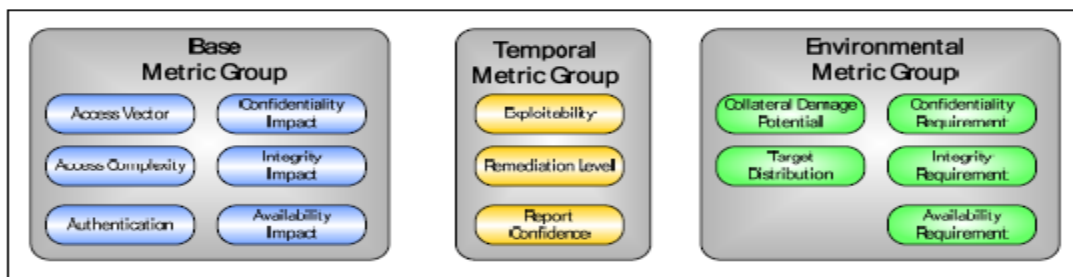 Base
Metric Group
Access Vector
Access Complexity
Authentication
Confidentiality
Impact
Integrity
Impact
Availability
Impact
Temporal
Metric Group
Exploitability
Remediation Level
Report
Confidence
Environmental
Metric Group
Collateral Damage
Potential
Target
Distribution
Confidentiality
Requirement
Integrity
Requirement
Availability
Requirement